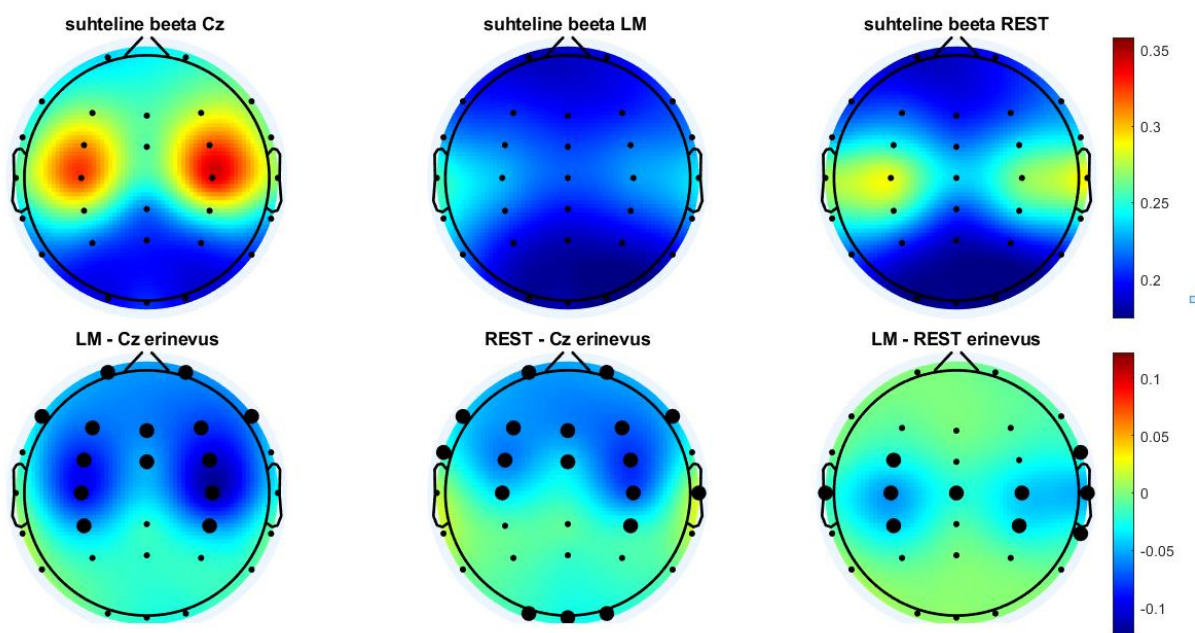 suhteline beeta Cz
suhteline beeta LM
suhteline beeta REST
0.35
0.3
0.25
0.2
LM - Cz erinevus
REST - Cz erinevus
LM - REST erinevus
0.1
0.05
0
-0.05
-0.1